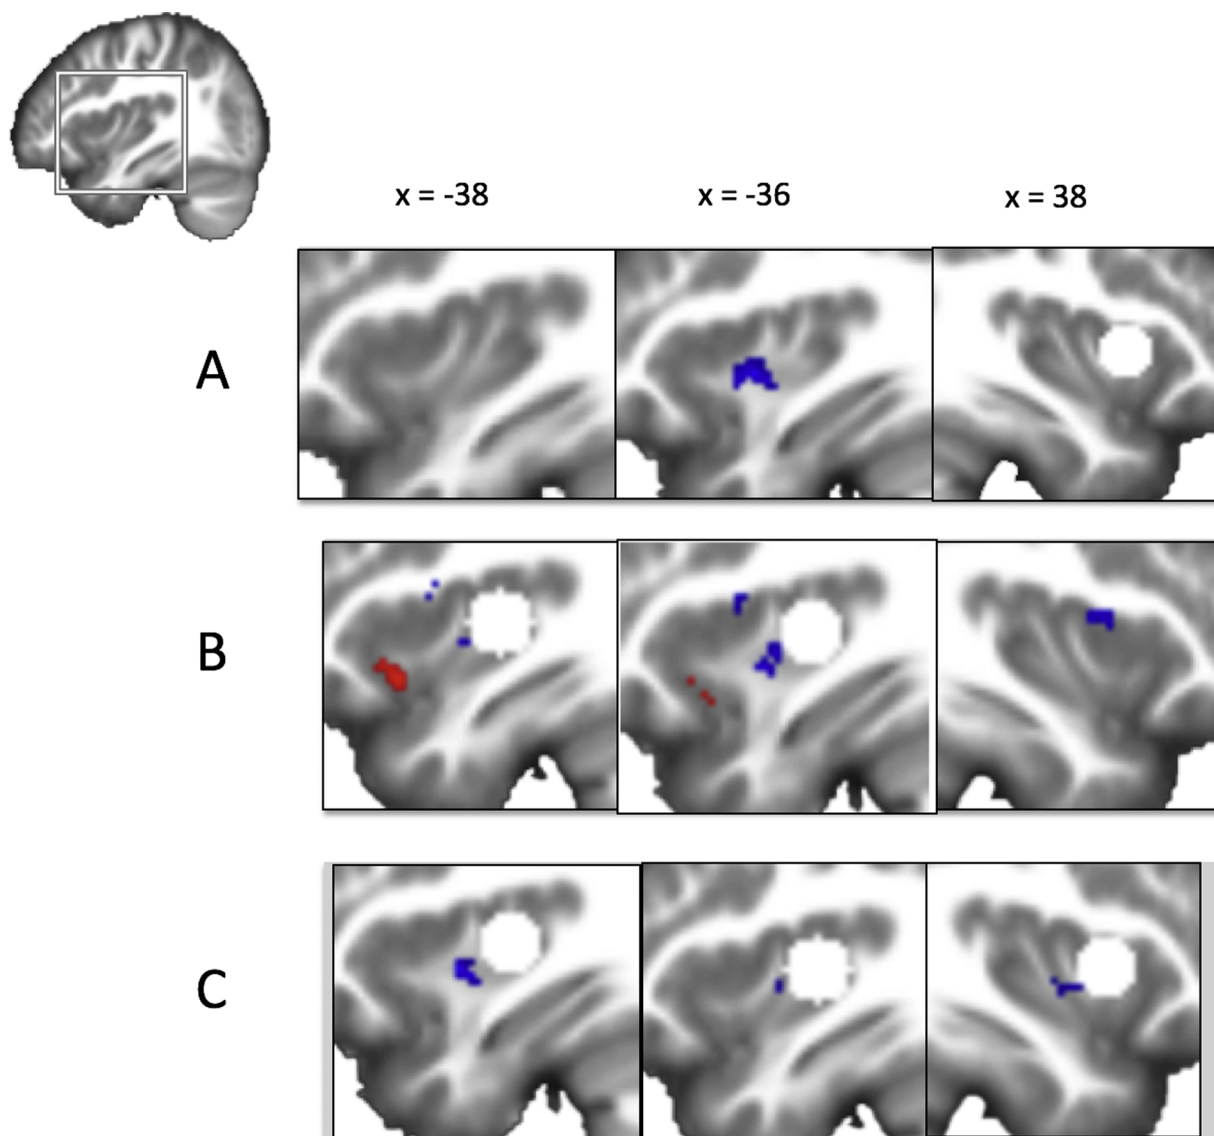 x = -38 x = -36 x = 38
A
B
C